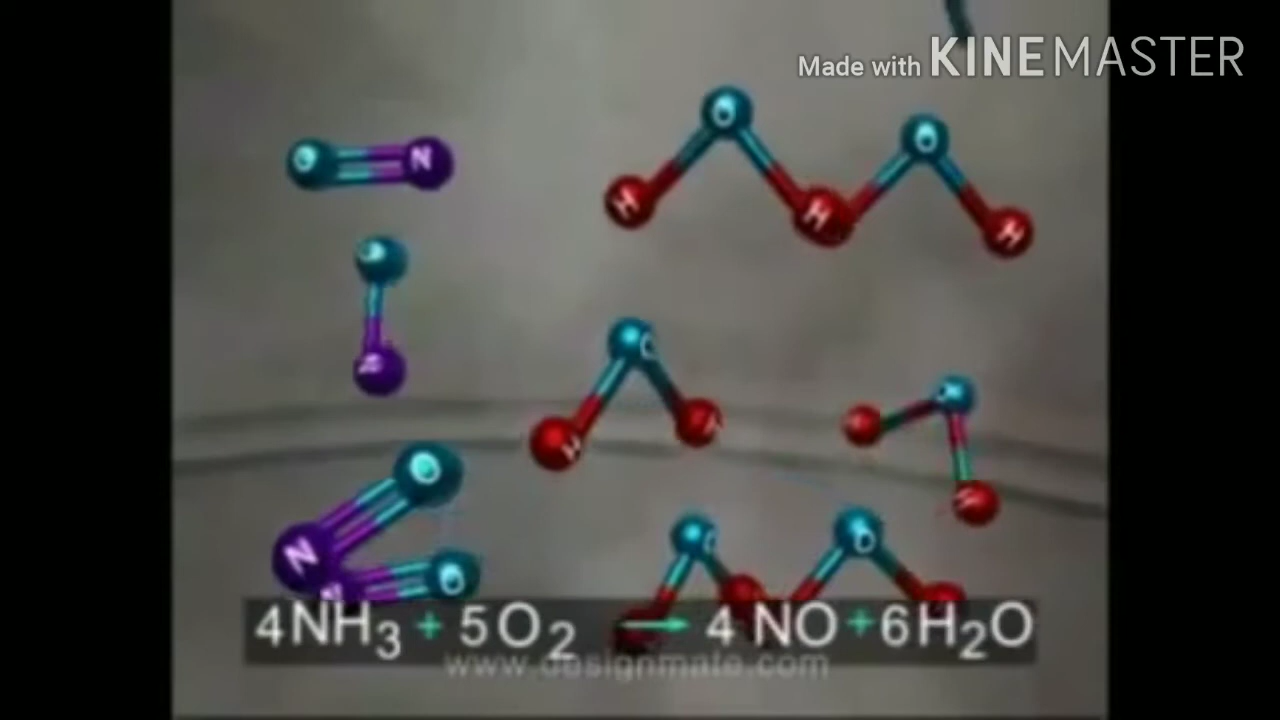 Made with KINEMASTER
O N
O O
H H H
N
O
H
O
N O
O
4NH3 + 5O2 → 4 NO + 6H2O
www.designmate.com